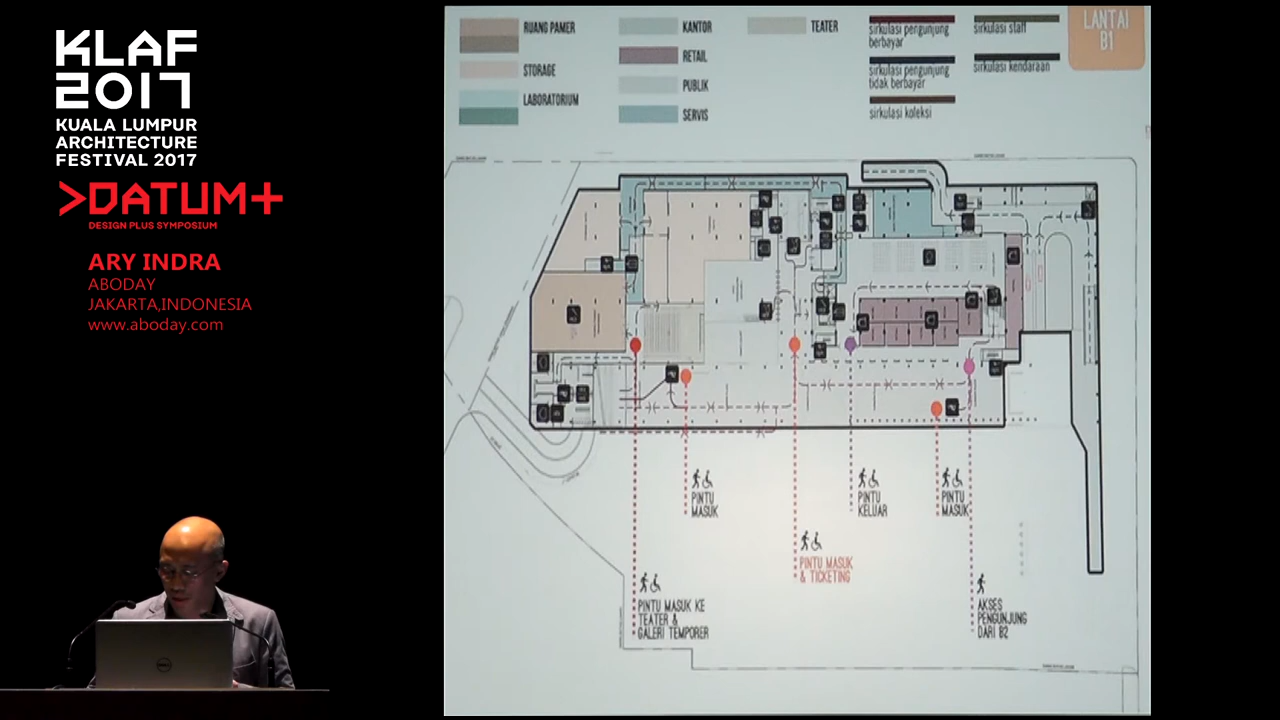 KLAF
2017
KUALA LUMPUR
ARCHITECTURE
FESTIVAL 2017
>DATUM+
DESIGN PLUS SYMPOSIUM
ARY INDRA
ABODAY
JAKARTA,INDONESIA
www.aboday.com
RUANG PAMER
STORAGE
LABORATORIUM
KANTOR
RETAIL
PUBLIK
SERVIS
TEATER
sirkulasi pengunjung
berbayar
sirkulasi pengunjung
tidak berbayar
sirkulasi koleksi
sirkulasi staff
sirkulasi kendaraan
LANTAI
B1
PINTU
MASUK
PINTU
KELUAR
PINTU
MASUK
PINTU MASUK
& TICKETING
PINTU MASUK KE
TEATER &
GALERI TEMPORER
AKSES
PENGUNJUNG
DARI B2
DELL